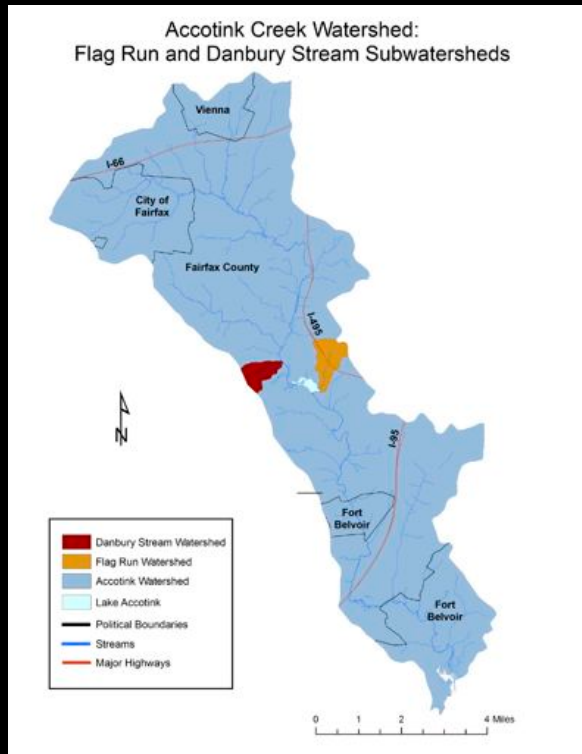 Accotink Creek Watershed:
Flag Run and Danbury Stream Subwatersheds
Vienna
I-66
City of
Fairfax
Fairfax County
I-495
N
I-95
Fort
Belvoir
Fort
Belvoir
Danbury Stream Watershed
Flag Run Watershed
Accotink Watershed
Lake Accotink
Political Boundaries
Streams
Major Highways
0 1 2 4 Miles